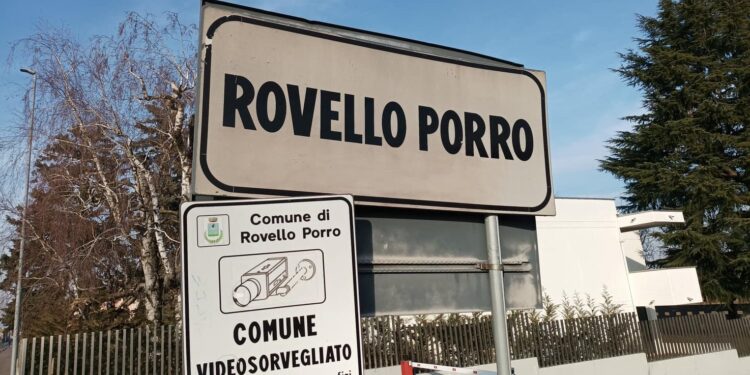 ROVELLO PORRO
Comune di
Rovello Porro
COMUNE
VIDEOSORVEGLIATO